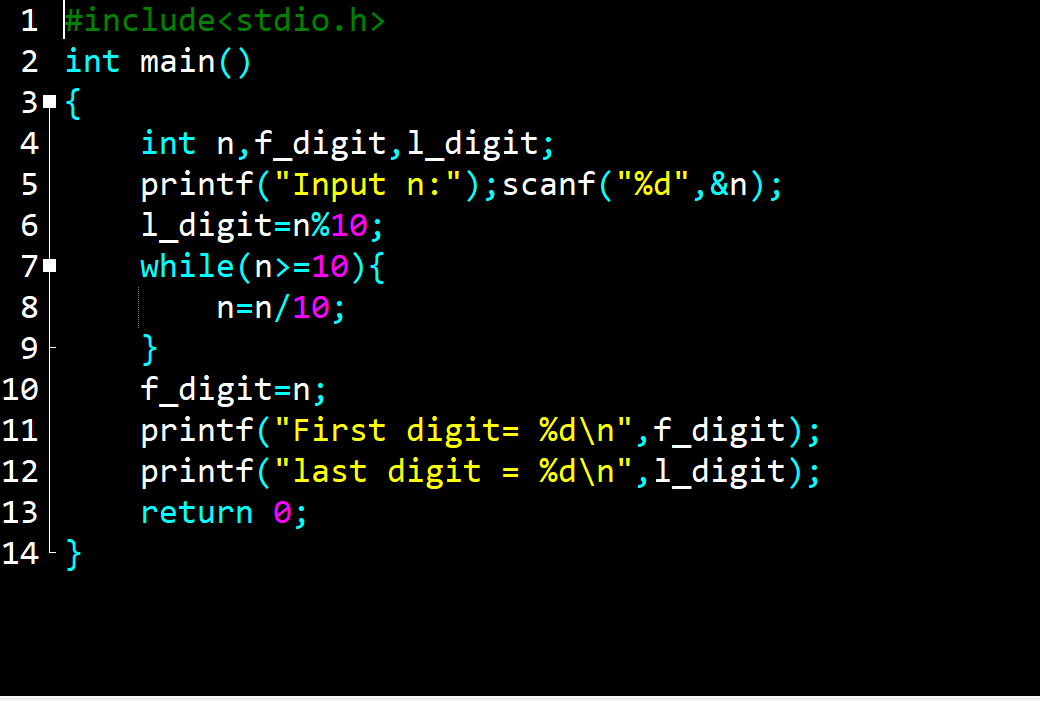 1 #include<stdio.h>
2 int main()
3 {
4     int n,f_digit,l_digit;
5     printf("Input n:");scanf("%d",&n);
6     l_digit=n%10;
7     while(n>=10){
8         n=n/10;
9     }
10     f_digit=n;
11     printf("First digit= %d\n",f_digit);
12     printf("last digit = %d\n",l_digit);
13     return 0;
14 }